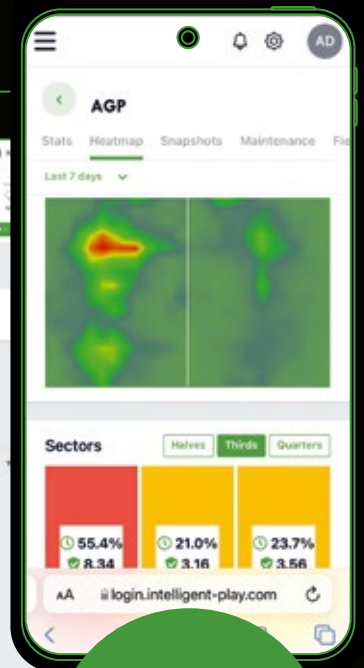 AD
AGP
Stats Heatmap Snapshots Maintenance Fie
Last 7 days
Sectors Halves Thirds Quarters
55.4% 21.0% 23.7%
8.34 3.16 3.56
AA login.intelligent-play.com